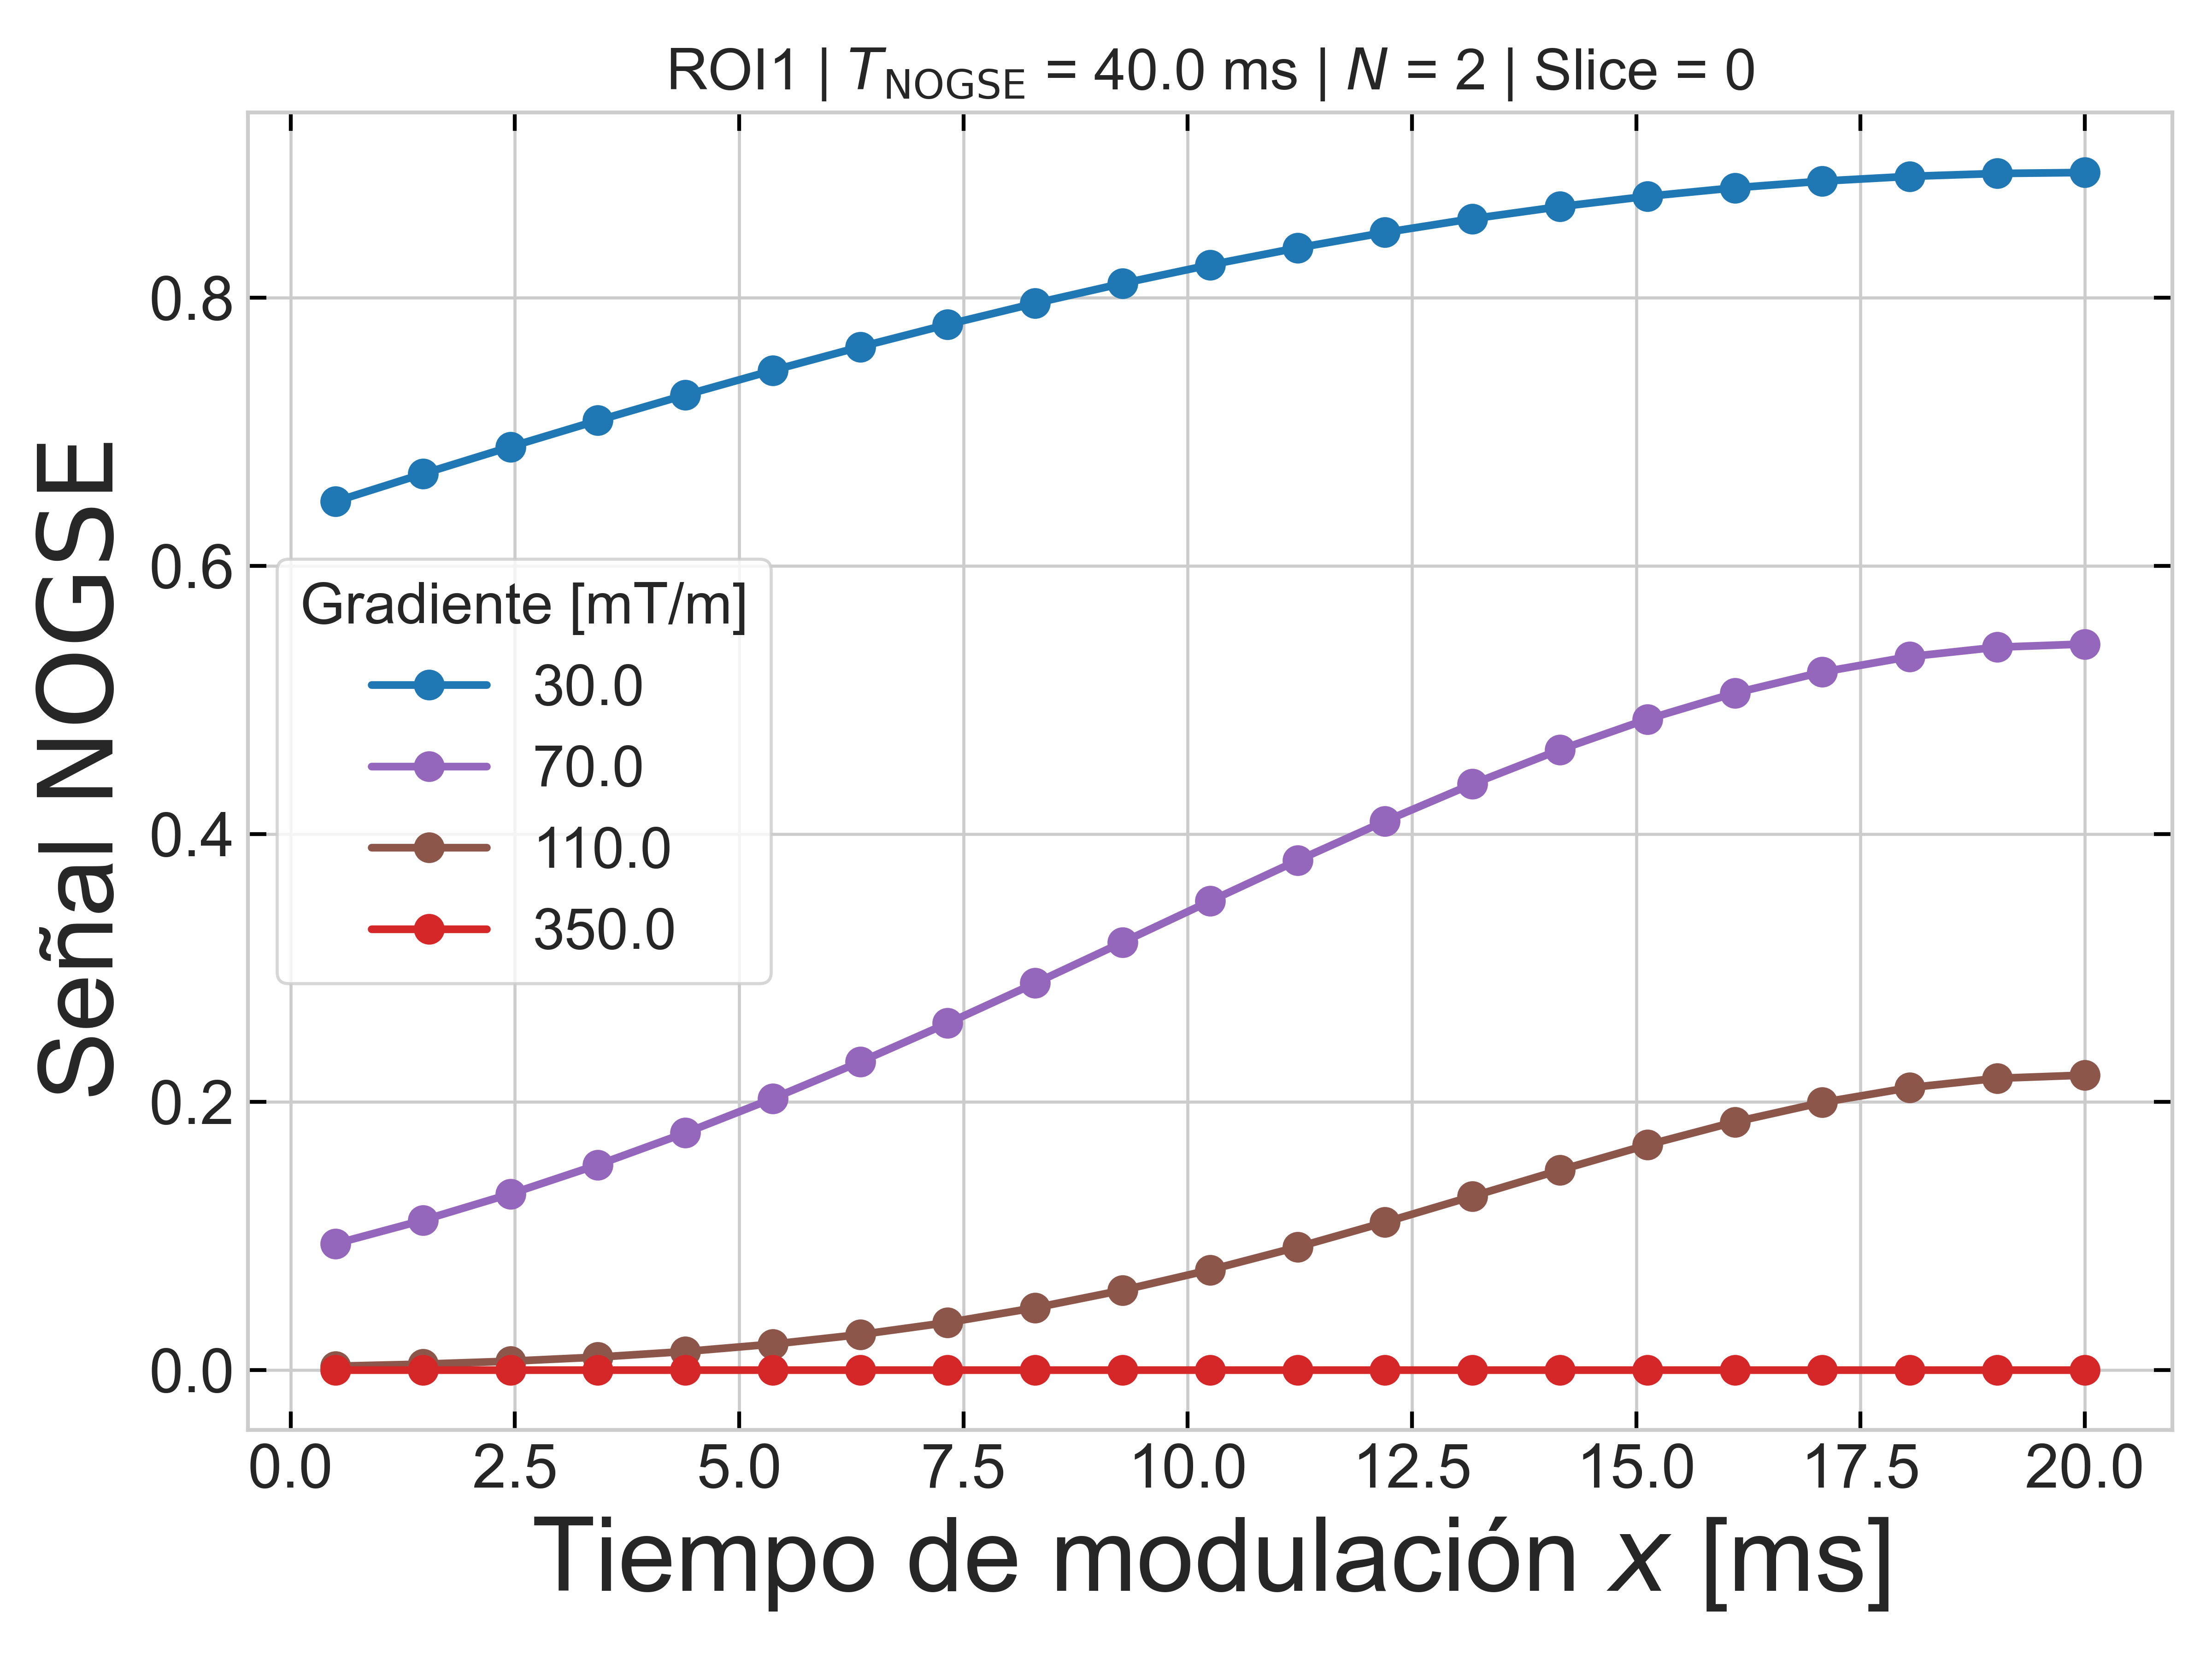 ROI1 | T_NOGSE = 40.0 ms | N = 2 | Slice = 0
Señal NOGSE
0.8
0.6
0.4
0.2
0.0
Gradiente [mT/m]
30.0
70.0
110.0
350.0
0.0 2.5 5.0 7.5 10.0 12.5 15.0 17.5 20.0
Tiempo de modulación x [ms]